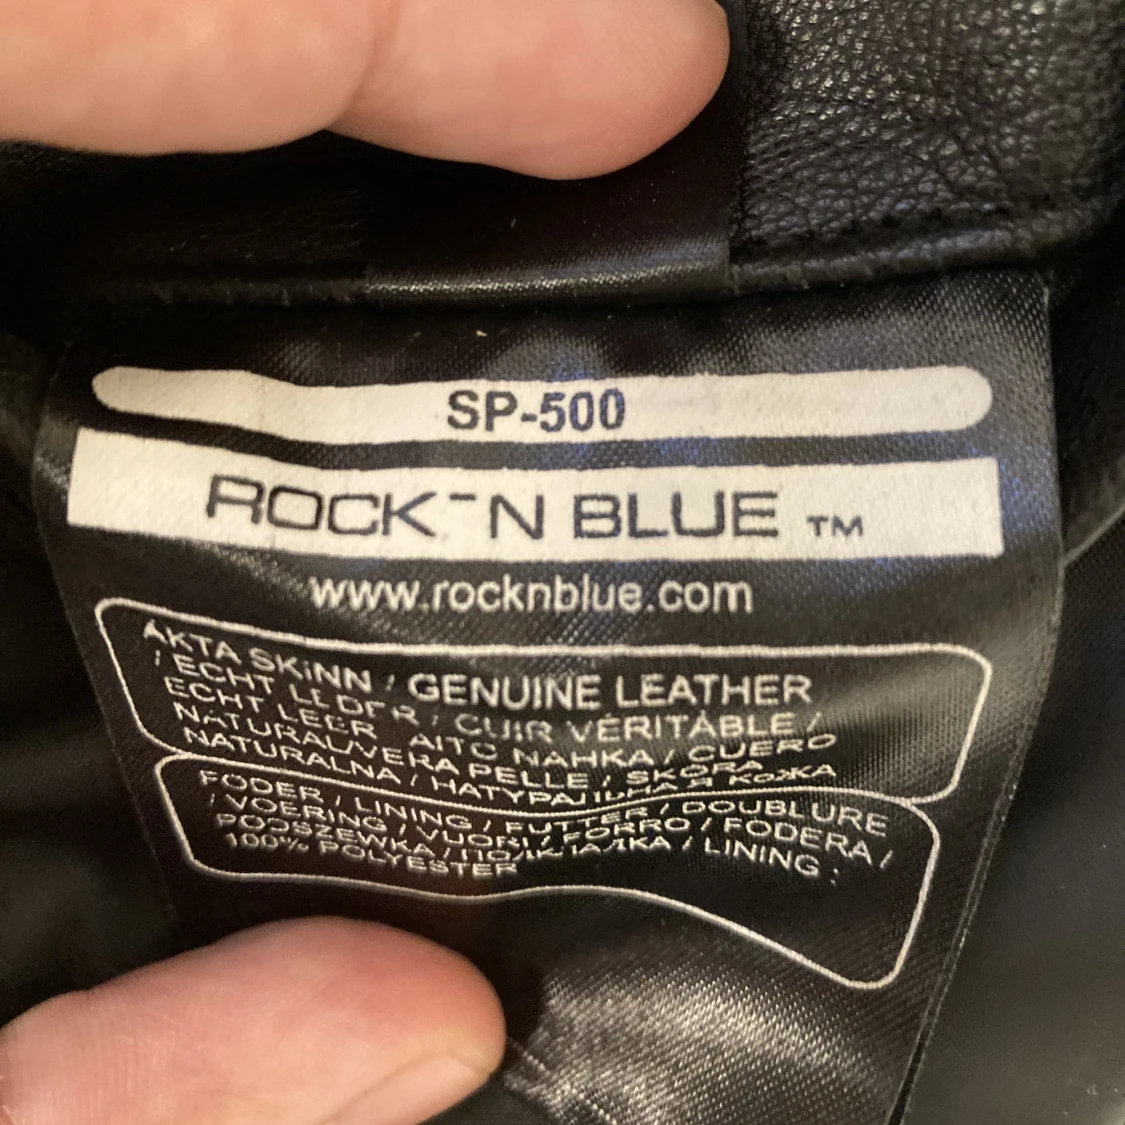 SP-500
ROCK´N BLUE ™
www.rocknblue.com
ÄKTA SKINN / GENUINE LEATHER
/ ECHT LEDER / CUIR VÉRITABLE /
ECHT LEER / AITO NAHKA / CUERO
NATURAL/VERA PELLE / SKÓRA
NATURALNA / НАТУРАЛЬНАЯ КОЖА
FODER / LINING / FUTTER / DOUBLURE
/ VOERING / VUORI / FORRO / FODERA /
PODSZEWKA / ПОДКЛАДКА / LINING :
100% POLYESTER